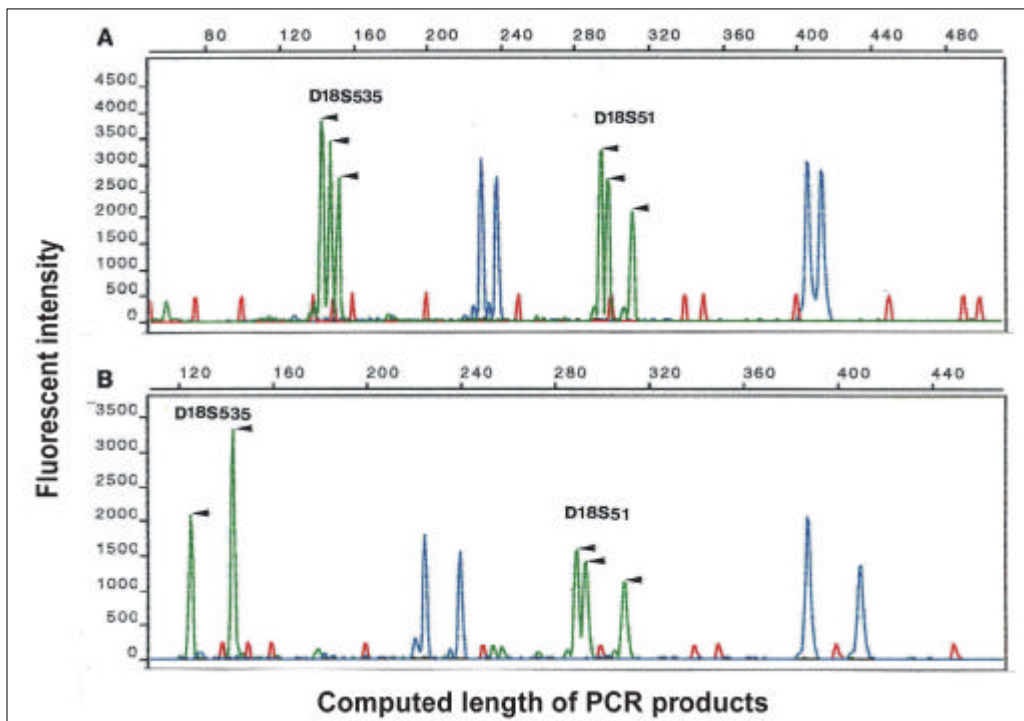 A
80 120 160 200 240 280 320 360 400 440 480
4500
4000
3500
3000
2500
2000
1500
1000
500
0
D18S535
D18S51
B
120 160 200 240 280 320 360 400 440
3500
3000
2500
2000
1500
1000
500
0
D18S535
D18S51
Fluorescent intensity
Computed length of PCR products